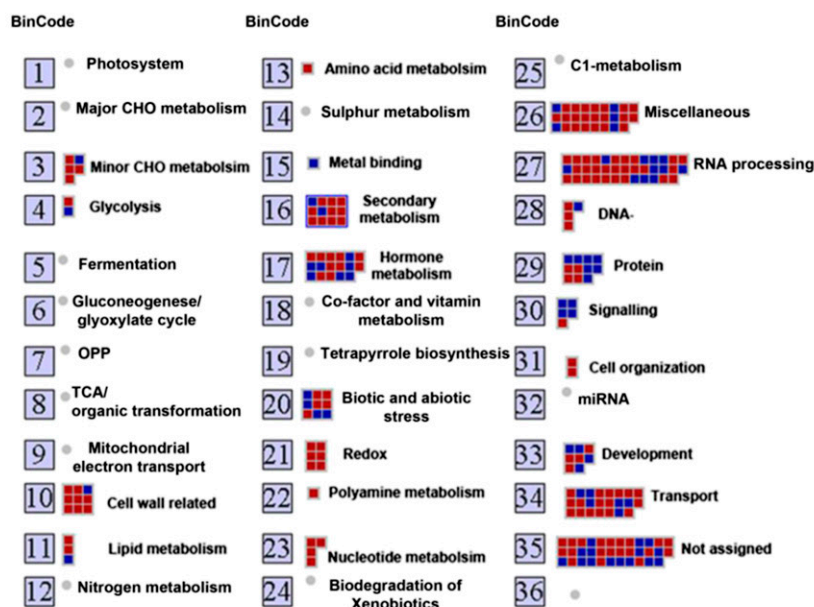 BinCode
1 Photosystem
2 Major CHO metabolism
3 Minor CHO metabolsim
4 Glycolysis
5 Fermentation
6 Gluconeogenese/
glyoxylate cycle
7 OPP
8 TCA/
organic transformation
9 Mitochondrial
electron transport
10 Cell wall related
11 Lipid metabolism
12 Nitrogen metabolism
BinCode
13 Amino acid metabolsim
14 Sulphur metabolism
15 Metal binding
16 Secondary
metabolism
17 Hormone
metabolism
18 Co-factor and vitamin
metabolism
19 Tetapyrrole biosynthesis
20 Biotic and abiotic
stress
21 Redox
22 Polyamine metabolism
23 Nucleotide metabolsim
24 Biodegradation of
Xenobiotics
BinCode
25 C1-metabolism
26 Miscellaneous
27 RNA processing
28 DNA-
29 Protein
30 Signalling
31 Cell organization
32 miRNA
33 Development
34 Transport
35 Not assigned
36